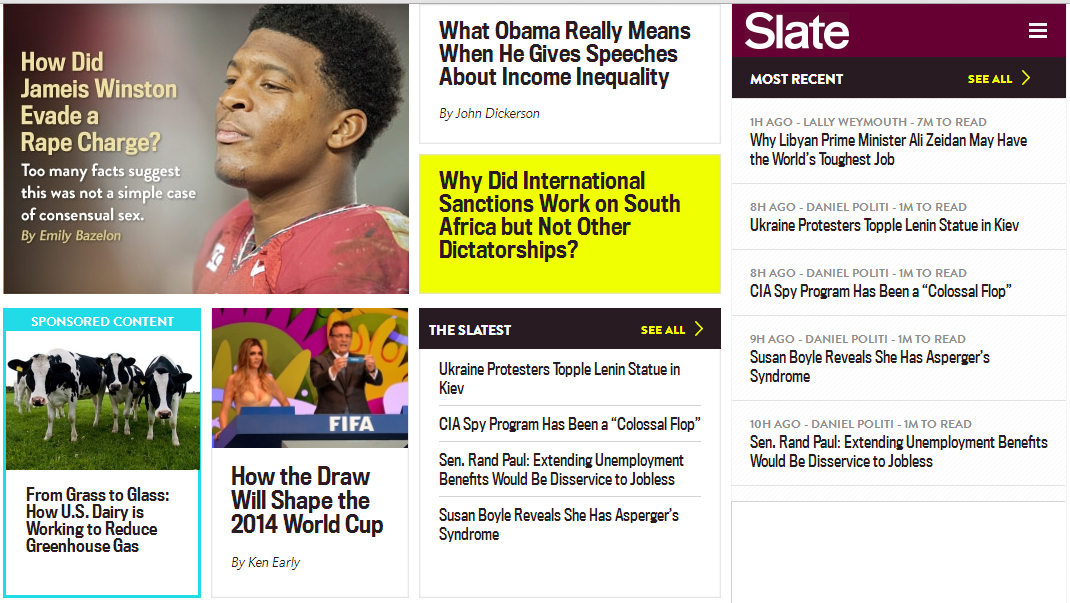 How Did
Jameis Winston
Evade a
Rape Charge?
Too many facts suggest
this was not a simple case
of consensual sex.
By Emily Bazelon
What Obama Really Means
When He Gives Speeches
About Income Inequality
By John Dickerson
Why Did International
Sanctions Work on South
Africa but Not Other
Dictatorships?
SPONSORED CONTENT
From Grass to Glass:
How U.S. Dairy is
Working to Reduce
Greenhouse Gas
FIFA
How the Draw
Will Shape the
2014 World Cup
By Ken Early
THE SLATEST
SEE ALL
Ukraine Protesters Topple Lenin Statue in
Kiev
CIA Spy Program Has Been a “Colossal Flop”
Sen. Rand Paul: Extending Unemployment
Benefits Would Be Disservice to Jobless
Susan Boyle Reveals She Has Asperger’s
Syndrome
Slate
MOST RECENT
SEE ALL
1H AGO - LALLY WEYMOUTH - 7M TO READ
Why Libyan Prime Minister Ali Zeidan May Have
the World’s Toughest Job
8H AGO - DANIEL POLITI - 1M TO READ
Ukraine Protesters Topple Lenin Statue in Kiev
8H AGO - DANIEL POLITI - 1M TO READ
CIA Spy Program Has Been a “Colossal Flop”
9H AGO - DANIEL POLITI - 1M TO READ
Susan Boyle Reveals She Has Asperger’s
Syndrome
10H AGO - DANIEL POLITI - 1M TO READ
Sen. Rand Paul: Extending Unemployment Benefits
Would Be Disservice to Jobless